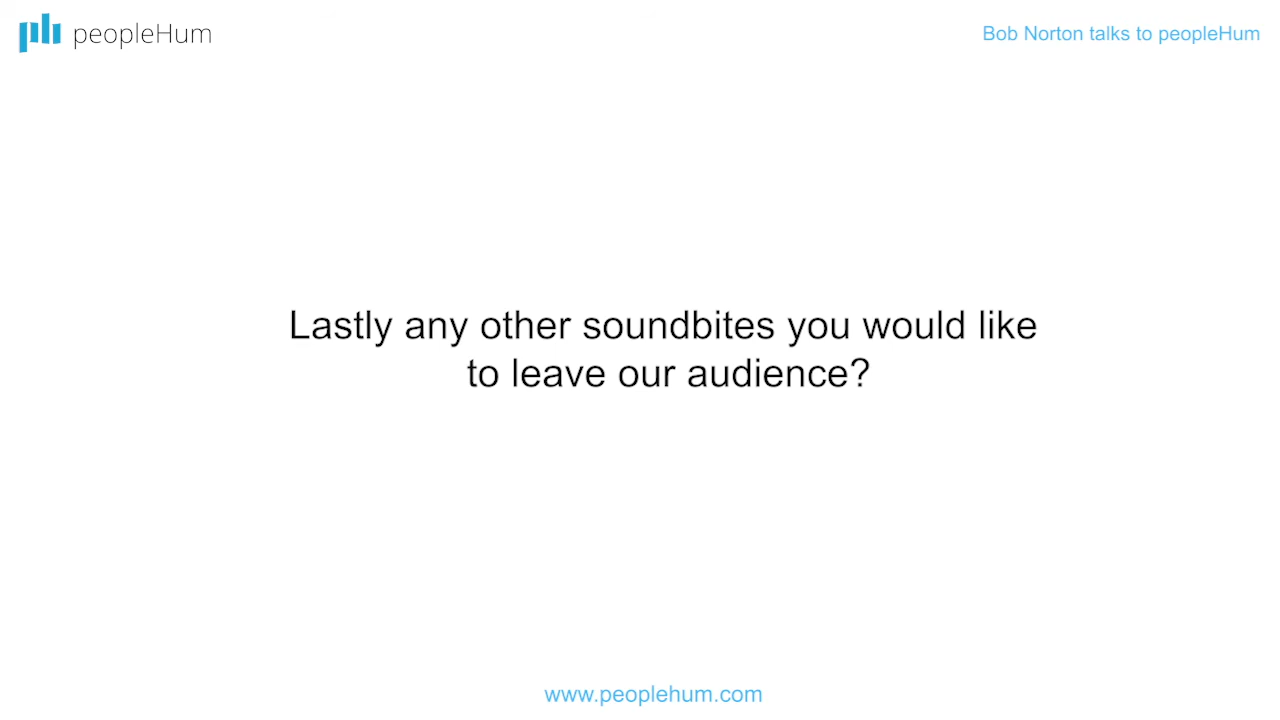 peopleHum
Bob Norton talks to peopleHum
Lastly any other soundbites you would like
to leave our audience?
www.peoplehum.com